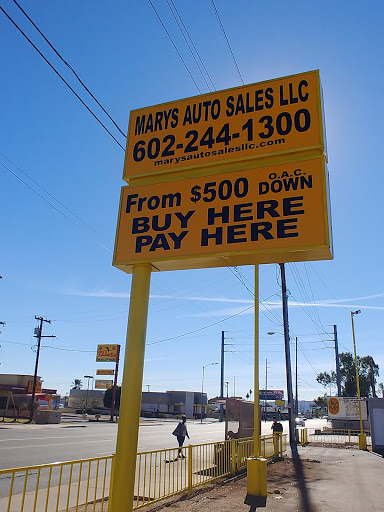 MARYS AUTO SALES LLC
602-244-1300
marysautosalesllc.com
From $500 O.A.C. DOWN
BUY HERE
PAY HERE